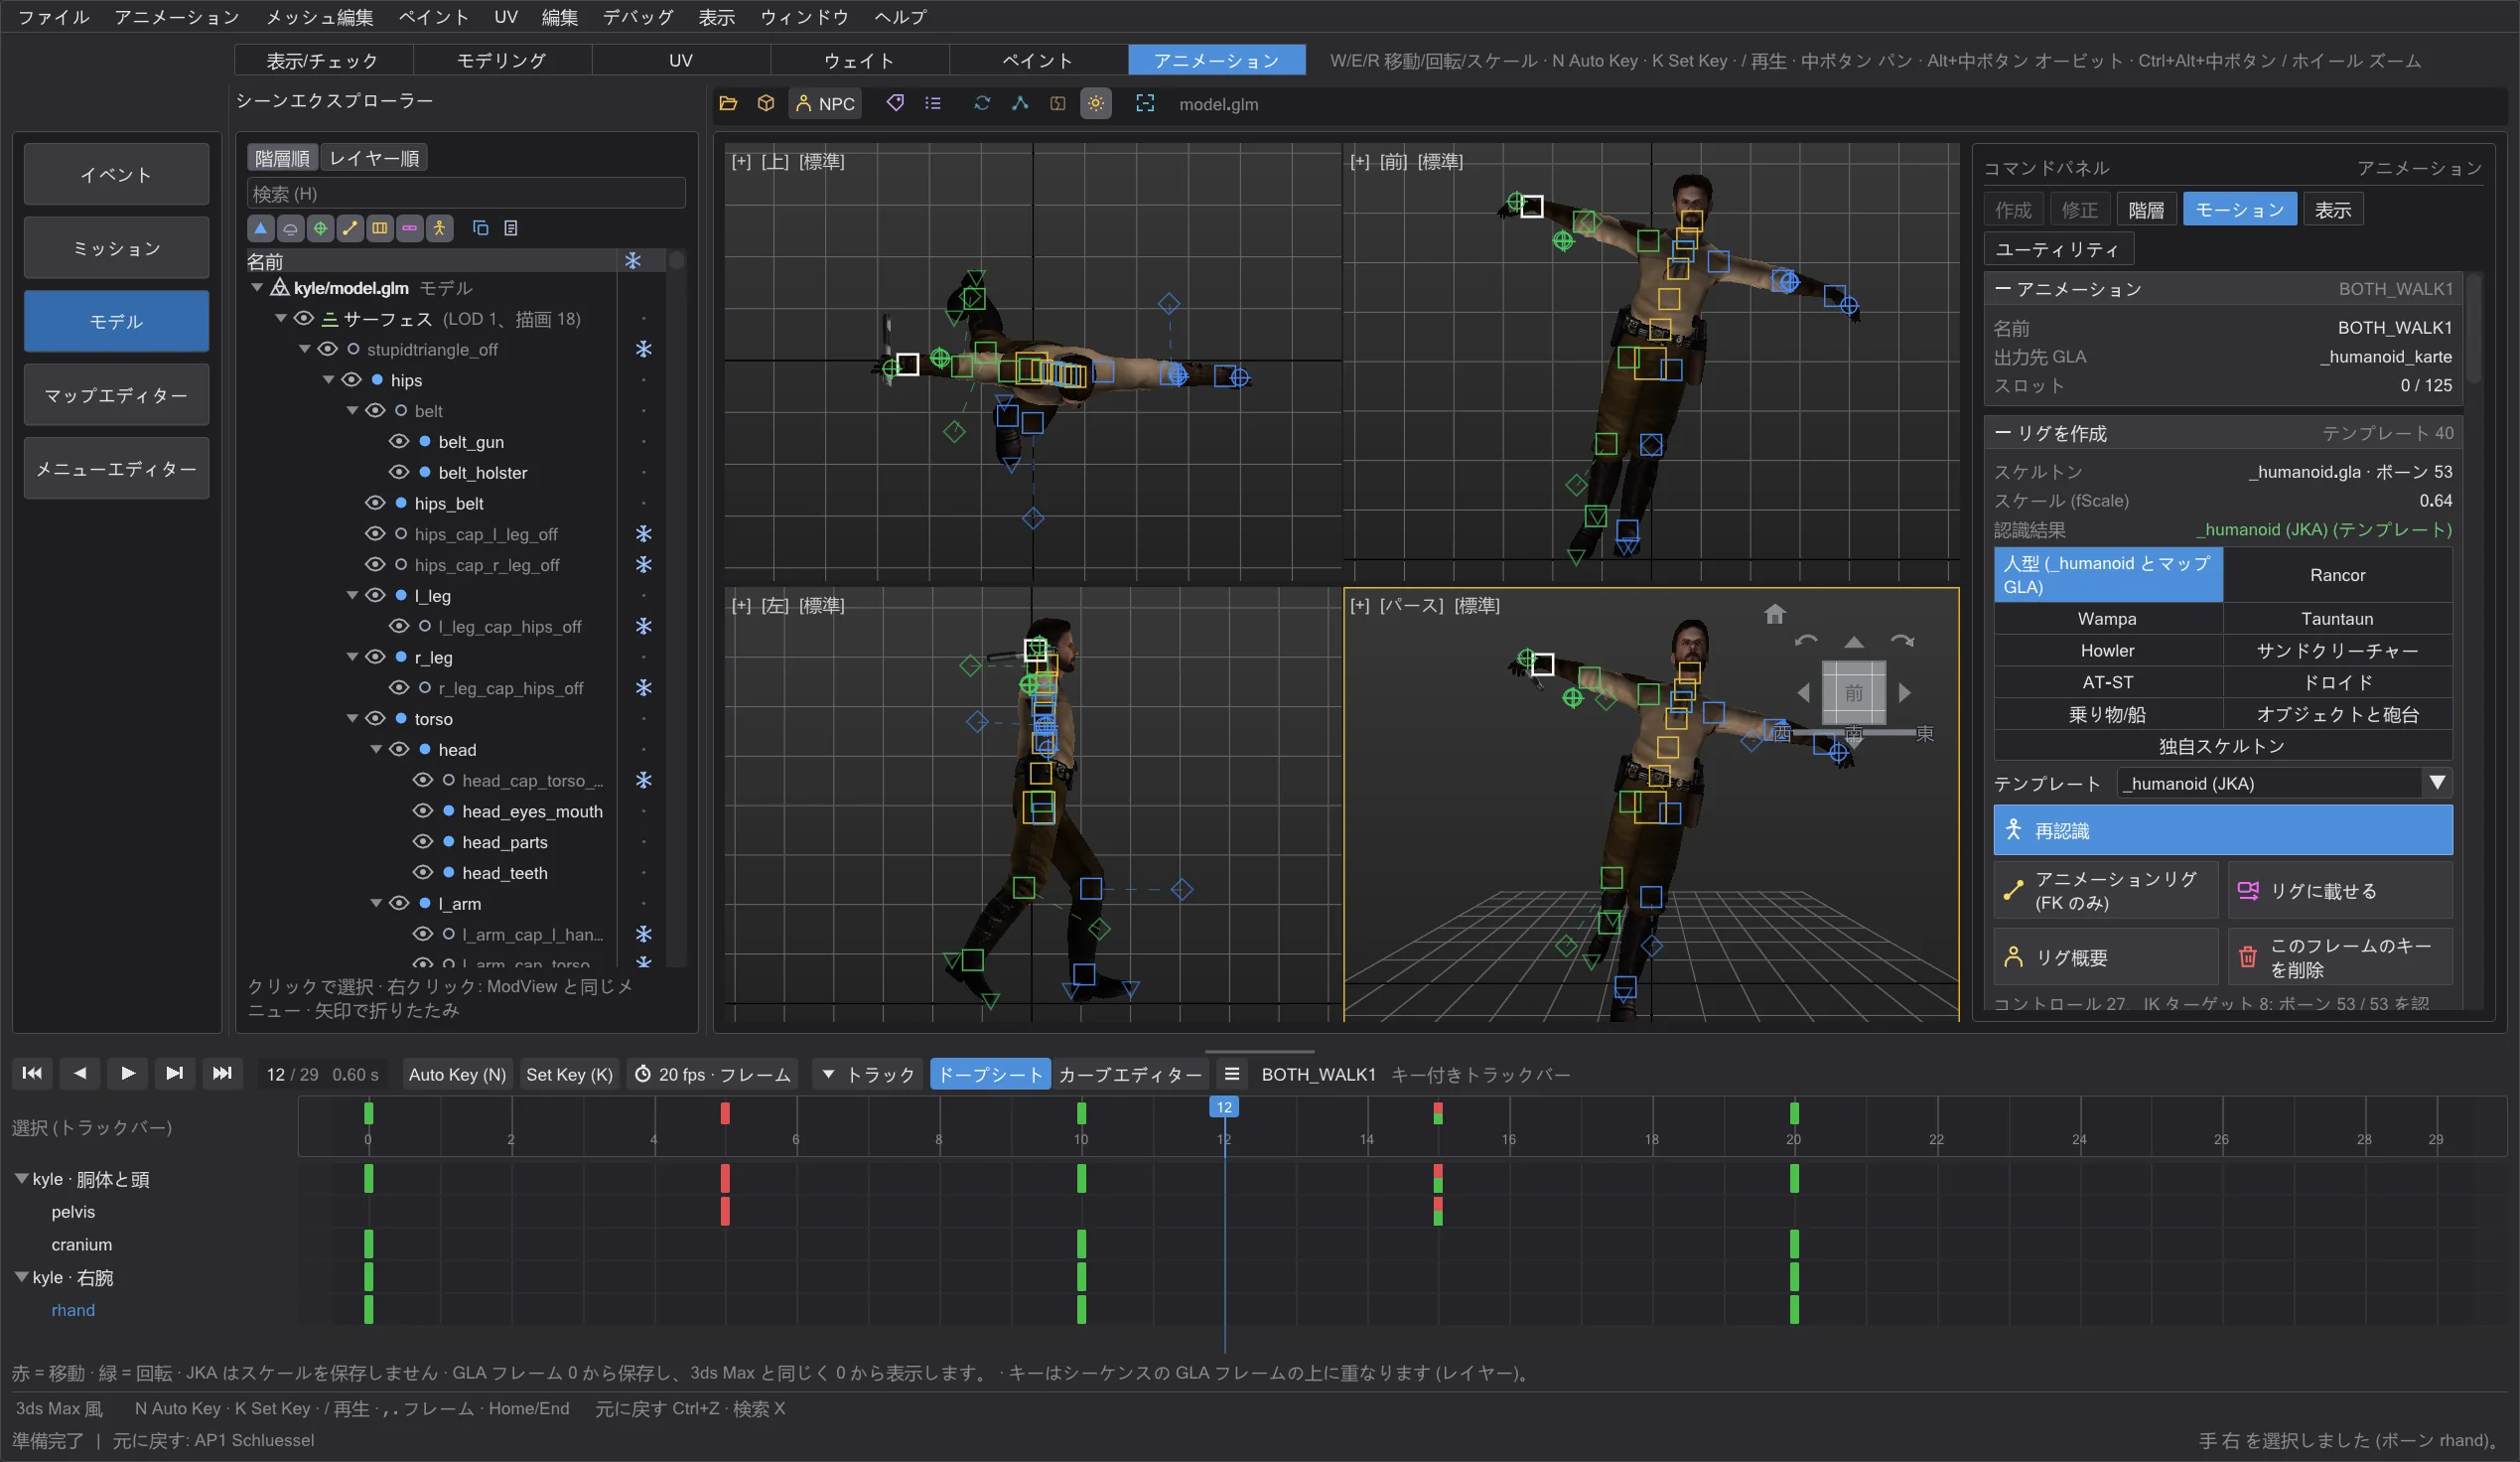 ファイル アニメーション メッシュ編集 ペイント UV 編集 デバッグ 表示 ウィンドウ ヘルプ
表示/チェック モデリング UV ウェイト ペイント アニメーション W/E/R 移動/回転/スケール · N Auto Key · K Set Key · / 再生 · 中ボタン パン · Alt+中ボタン オービット · Ctrl+Alt+中ボタン / ホイール ズーム
シーンエクスプローラー
NPC model.glm
イベント
ミッション
モデル
マップエディター
メニューエディター
階層順 レイヤー順
検索 (H)
名前
kyle/model.glm モデル
サーフェス (LOD 1、描画 18)
stupidtriangle_off
hips
belt
belt_gun
belt_holster
hips_belt
hips_cap_l_leg_off
hips_cap_r_leg_off
l_leg
l_leg_cap_hips_off
r_leg
r_leg_cap_hips_off
torso
head
head_cap_torso_...
head_eyes_mouth
head_parts
head_teeth
l_arm
l_arm_cap_l_han...
l_arm_cap_torso
クリックで選択 · 右クリック: ModView と同じメ
ニュー · 矢印で折りたたみ
[+] [上] [標準]
[+] [前] [標準]
[+] [左] [標準]
[+] [パース] [標準]
前
西 南 東
コマンドパネル アニメーション
作成 修正 階層 モーション 表示
ユーティリティ
アニメーション BOTH_WALK1
名前 BOTH_WALK1
出力先 GLA _humanoid_karte
スロット 0 / 125
リグを作成 テンプレート 40
スケルトン _humanoid.gla · ボーン 53
スケール (fScale) 0.64
認識結果 _humanoid (JKA) (テンプレート)
人型 (_humanoid とマップ
GLA)
Rancor
Wampa Tauntaun
Howler サンドクリーチャー
AT-ST ドロイド
乗り物/船 オブジェクトと砲台
独自スケルトン
テンプレート _humanoid (JKA)
再認識
アニメーションリグ
(FK のみ)
リグに載せる
リグ概要
このフレームのキー
を削除
コントロール 27、IK ターゲット 8: ボーン 53 / 53 を認
12 / 29 0.60 s Auto Key (N) Set Key (K) 20 fps · フレーム トラック ドープシート カーブエディター BOTH_WALK1 キー付きトラックバー
選択 (トラックバー)
12
0 2 4 6 8 10 12 14 16 18 20 22 24 26 28 29
kyle · 胴体と頭
pelvis
cranium
kyle · 右腕
rhand
赤 = 移動 · 緑 = 回転 · JKA はスケールを保存しません · GLA フレーム 0 から保存し、3ds Max と同じく 0 から表示します。 · キーはシーケンスの GLA フレームの上に重なります (レイヤー)。
3ds Max 風 N Auto Key · K Set Key · / 再生 · , . フレーム · Home/End 元に戻す Ctrl+Z · 検索 X
準備完了 | 元に戻す: AP1 Schluessel
手 右 を選択しました (ボーン rhand)。